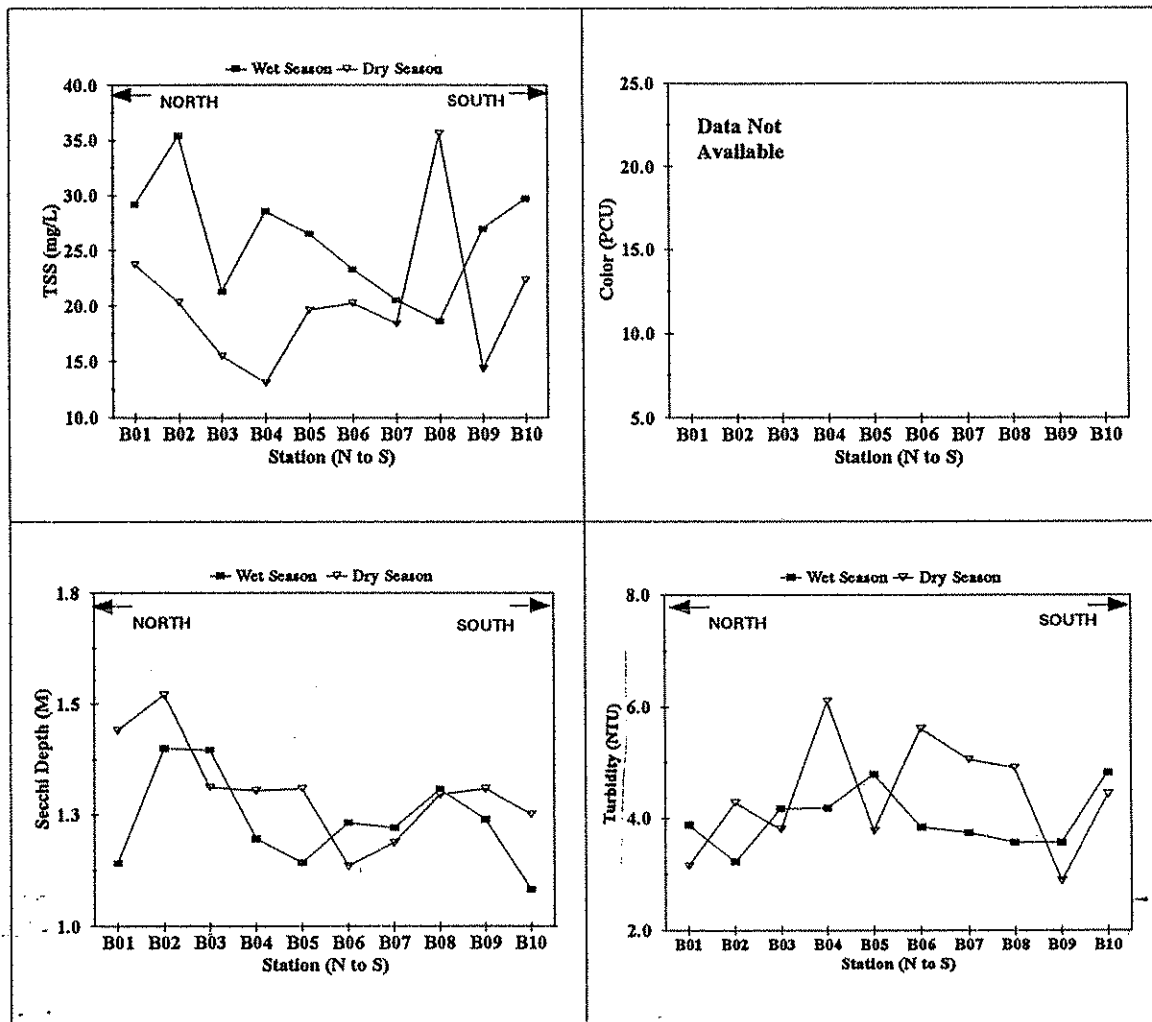 Wet Season Dry Season
40.0
NORTH SOUTH
35.0
30.0
25.0
20.0
15.0
10.0
TSS (mg/L)
B01 B02 B03 B04 B05 B06 B07 B08 B09 B10
Station (N to S)
25.0
Data Not
Available
20.0
15.0
10.0
5.0
Color (PCU)
B01 B02 B03 B04 B05 B06 B07 B08 B09 B10
Station (N to S)
Wet Season Dry Season
1.8
NORTH SOUTH
1.5
1.3
1.0
Secchi Depth (M)
B01 B02 B03 B04 B05 B06 B07 B08 B09 B10
Station (N to S)
Wet Season Dry Season
8.0
NORTH SOUTH
6.0
4.0
2.0
Turbidity (NTU)
B01 B02 B03 B04 B05 B06 B07 B08 B09 B10
Station (N to S)